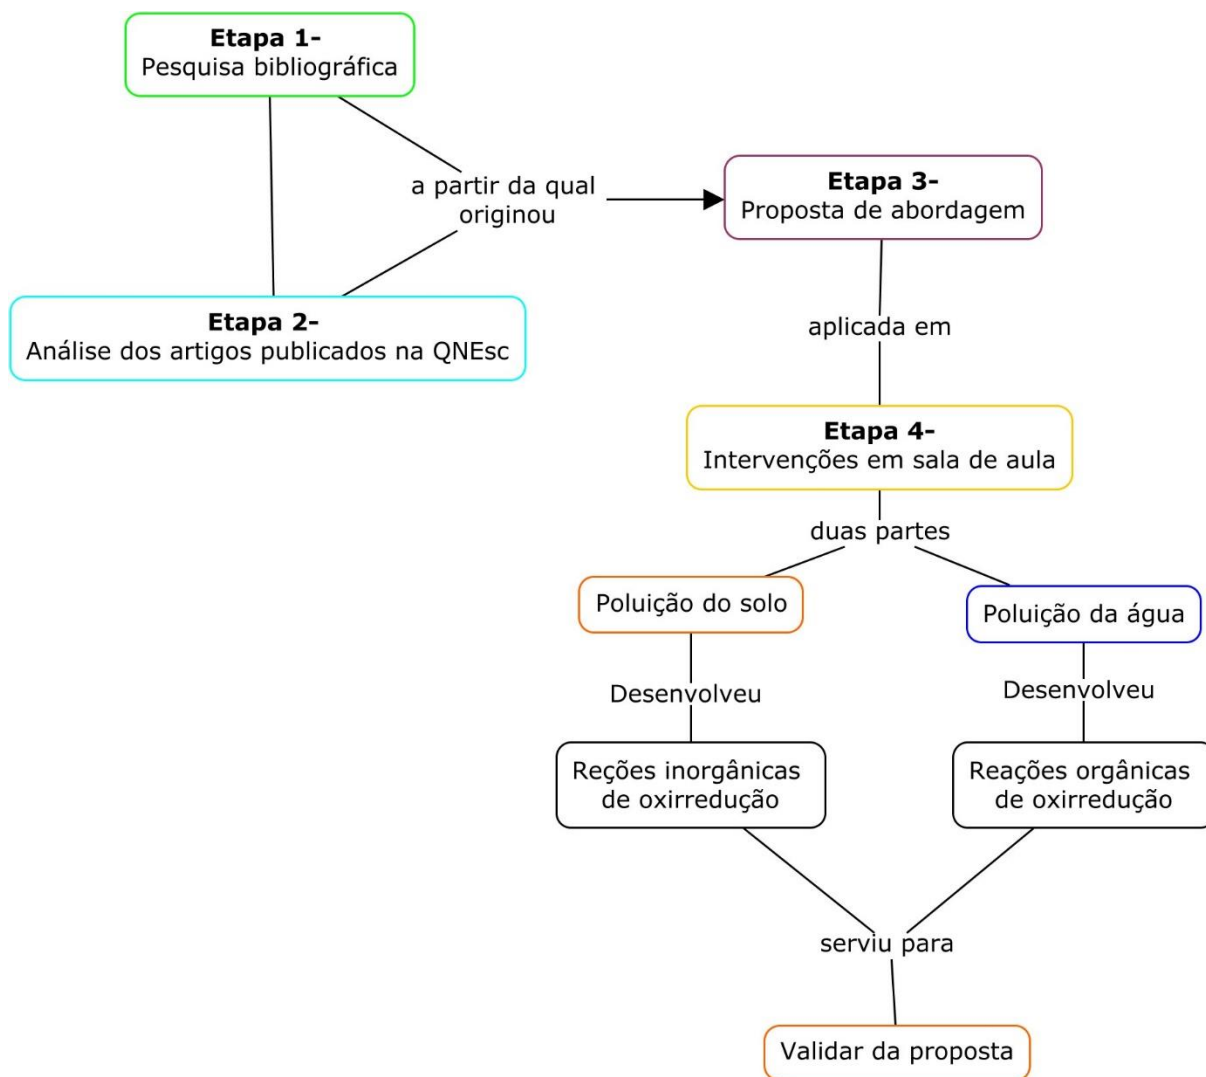 Etapa 1-
Pesquisa bibliográfica
a partir da qual
originou
Etapa 3-
Proposta de abordagem
Etapa 2-
Análise dos artigos publicados na QNEsc
aplicada em
Etapa 4-
Intervenções em sala de aula
duas partes
Poluição do solo
Poluição da água
Desenvolveu
Desenvolveu
Reções inorgânicas
de oxirredução
Reações orgânicas
de oxirredução
serviu para
Validar da proposta